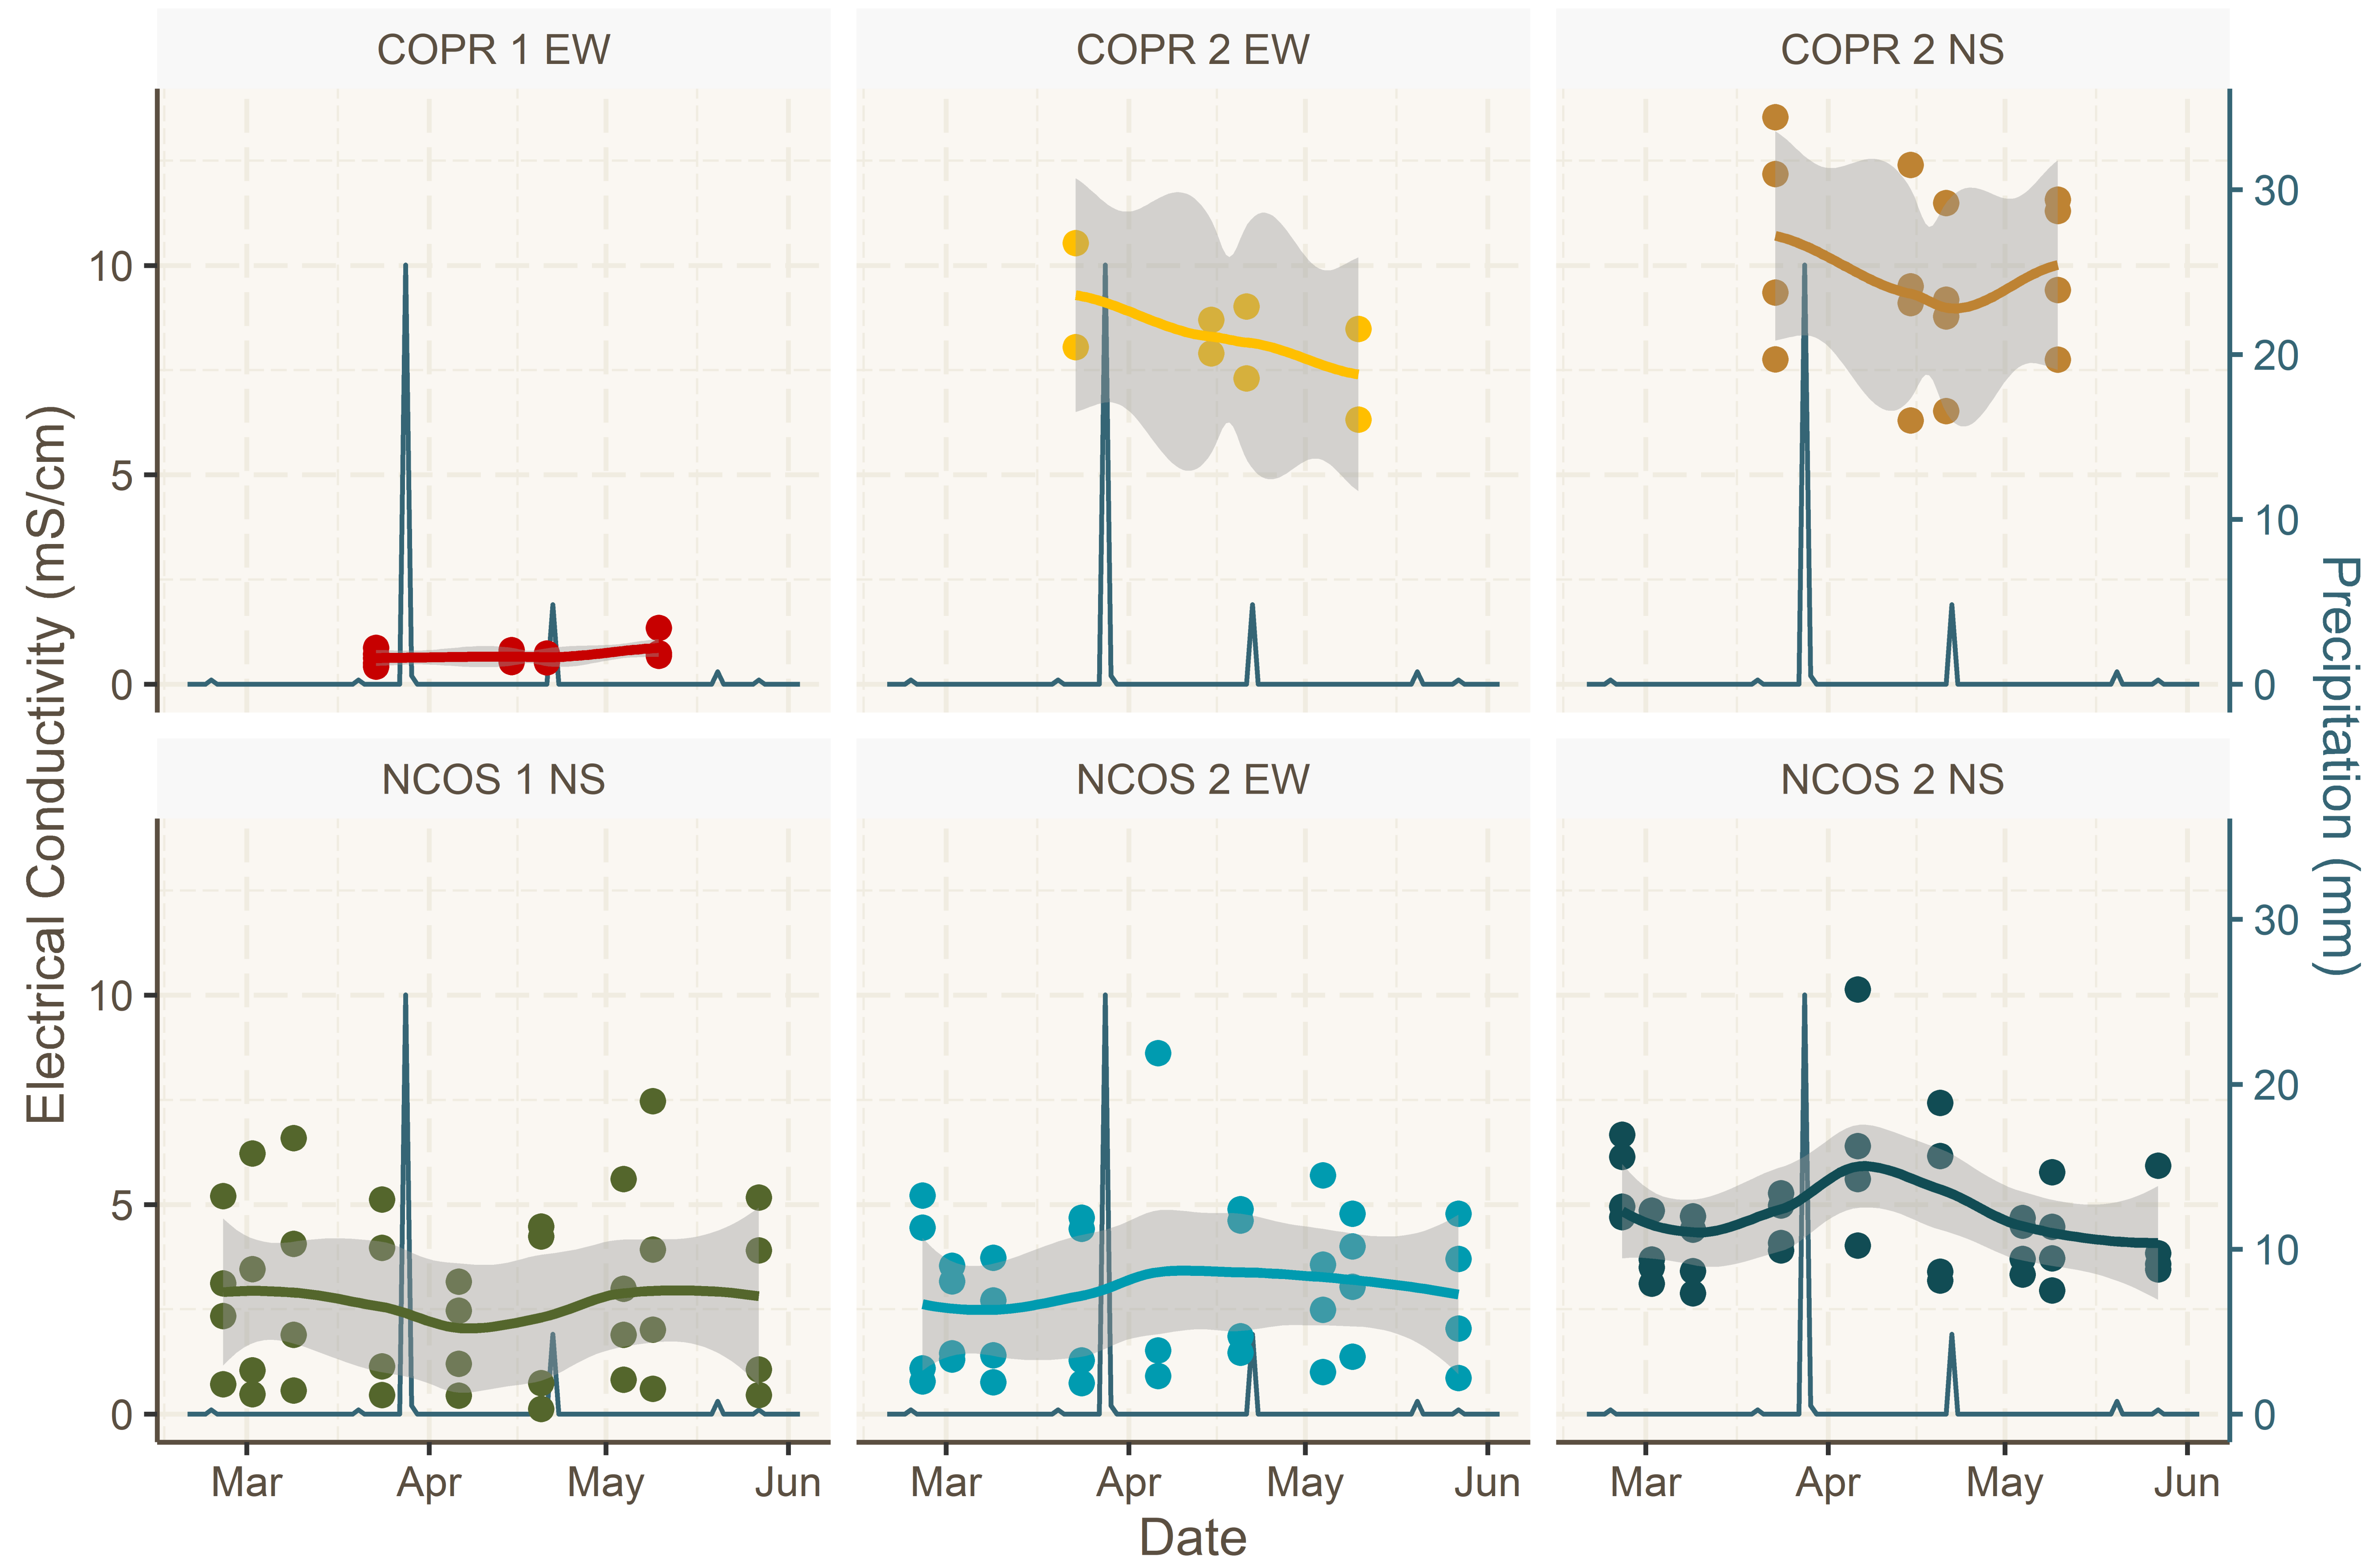 COPR 1 EW
COPR 2 EW
COPR 2 NS
10
5
0
30
20
10
0
Electrical Conductivity (mS/cm)
Precipitation (mm)
NCOS 1 NS
NCOS 2 EW
NCOS 2 NS
10
5
0
30
20
10
0
Mar Apr May Jun
Mar Apr May Jun
Mar Apr May Jun
Date